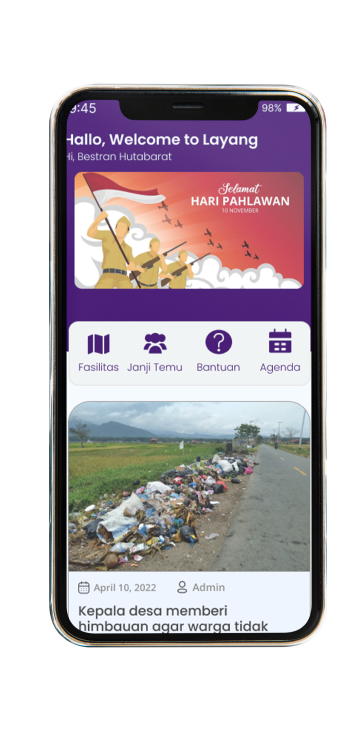 9:45
98%
Hallo, Welcome to Layang
Hi, Bestran Hutabarat
Selamat
HARI PAHLAWAN
10 NOVEMBER
Fasilitas Janji Temu Bantuan Agenda
April 10, 2022 Admin
Kepala desa memberi
himbauan agar warga tidak